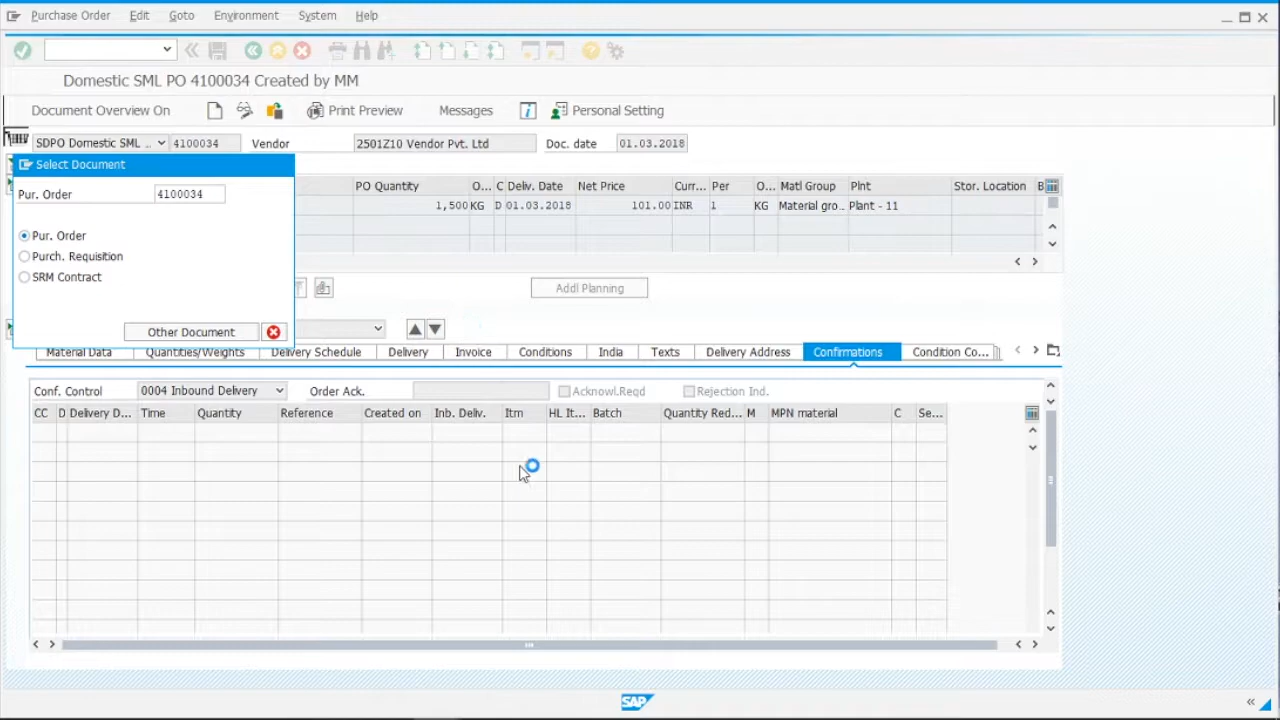 Purchase Order Edit Goto Environment System Help
Domestic SML PO 4100034 Created by MM
Document Overview On Print Preview Messages Personal Setting
SDPO Domestic SML .. 4100034 Vendor 2501Z10 Vendor Pvt. Ltd Doc. date 01.03.2018
Select Document
Pur. Order 4100034
Pur. Order
Purch. Requisition
SRM Contract
Other Document
PO Quantity O... C Deliv. Date Net Price Curr... Per O... Matl Group Plnt Stor. Location B
1,500 KG D 01.03.2018 101.00 INR 1 KG Material gro.. Plant - 11
Addl Planning
Material Data Quantities/Weights Delivery Schedule Delivery Invoice Conditions India Texts Delivery Address Confirmations Condition Co...
Conf. Control 0004 Inbound Delivery Order Ack. Acknowl.Reqd Rejection Ind.
CC D Delivery D... Time Quantity Reference Created on Inb. Deliv. Itm HL It... Batch Quantity Red... M MPN material C Se...
SAP